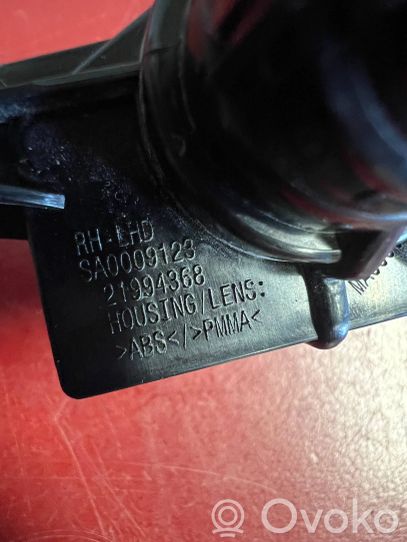 RH LHD
SA0009123
21994368
HOUSING/LENS:
>ABS</>PMMA<
Ovoko